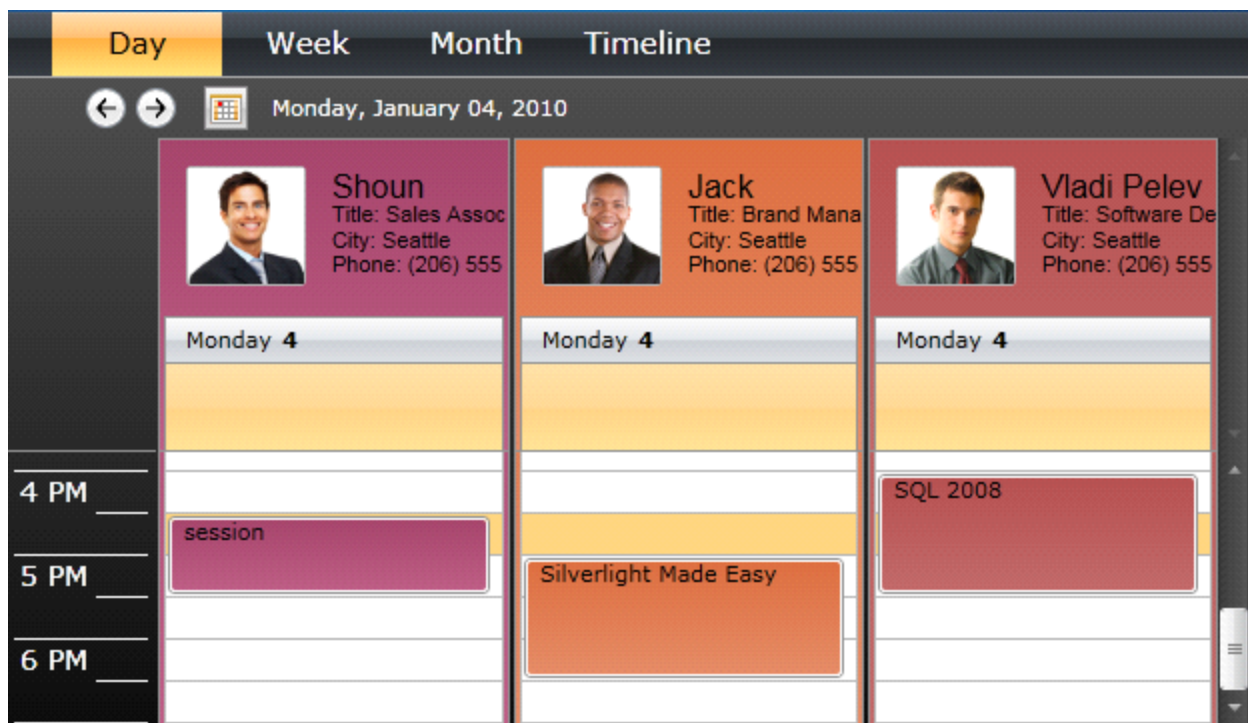 Day Week Month Timeline
Monday, January 04, 2010
Shoun
Title: Sales Assoc
City: Seattle
Phone: (206) 555
Jack
Title: Brand Mana
City: Seattle
Phone: (206) 555
Vladi Pelev
Title: Software De
City: Seattle
Phone: (206) 555
Monday 4 Monday 4 Monday 4
4 PM
SQL 2008
session
5 PM
Silverlight Made Easy
6 PM